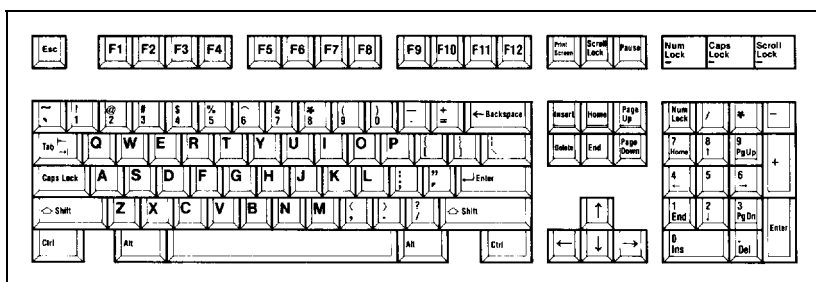 Esc F1 F2 F3 F4 F5 F6 F7 F8 F9 F10 F11 F12 Print Screen Scroll Lock Pause Num Lock Caps Lock Scroll Lock
~ ` ! 1 @ 2 # 3 $ 4 % 5 ^ 6 & 7 * 8 ( 9 ) 0 — - + = ← Backspace Insert Home Page Up Num Lock / * −
Tab Q W E R T Y U I O P [ ] \ Delete End Page Down 7 Home 8 ↑ 9 PgUp +
Caps Lock A S D F G H J K L : ; " ' Enter 4 ← 5 6 →
Shift Z X C V B N M < , > . ? / Shift ↑ 1 End 2 ↓ 3 PgDn Enter
Ctrl Alt Alt Ctrl ← ↓ → 0 Ins . Del